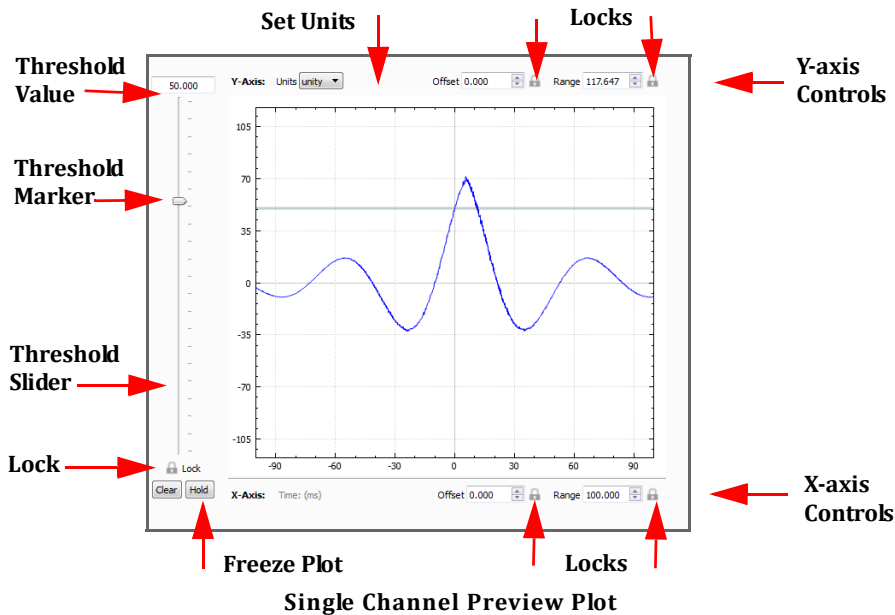 Set Units
Locks
Threshold
Value
Y-axis
Controls
50.000
Y-Axis: Units unity Offset 0.000 Range 117.647
Threshold
Marker
105
70
35
0
-35
-70
-105
Threshold
Slider
-90 -60 -30 0 30 60 90
Lock
Lock
Clear Hold
X-Axis: Time: (ms) Offset 0.000 Range 100.000
X-axis
Controls
Freeze Plot
Locks
Single Channel Preview Plot